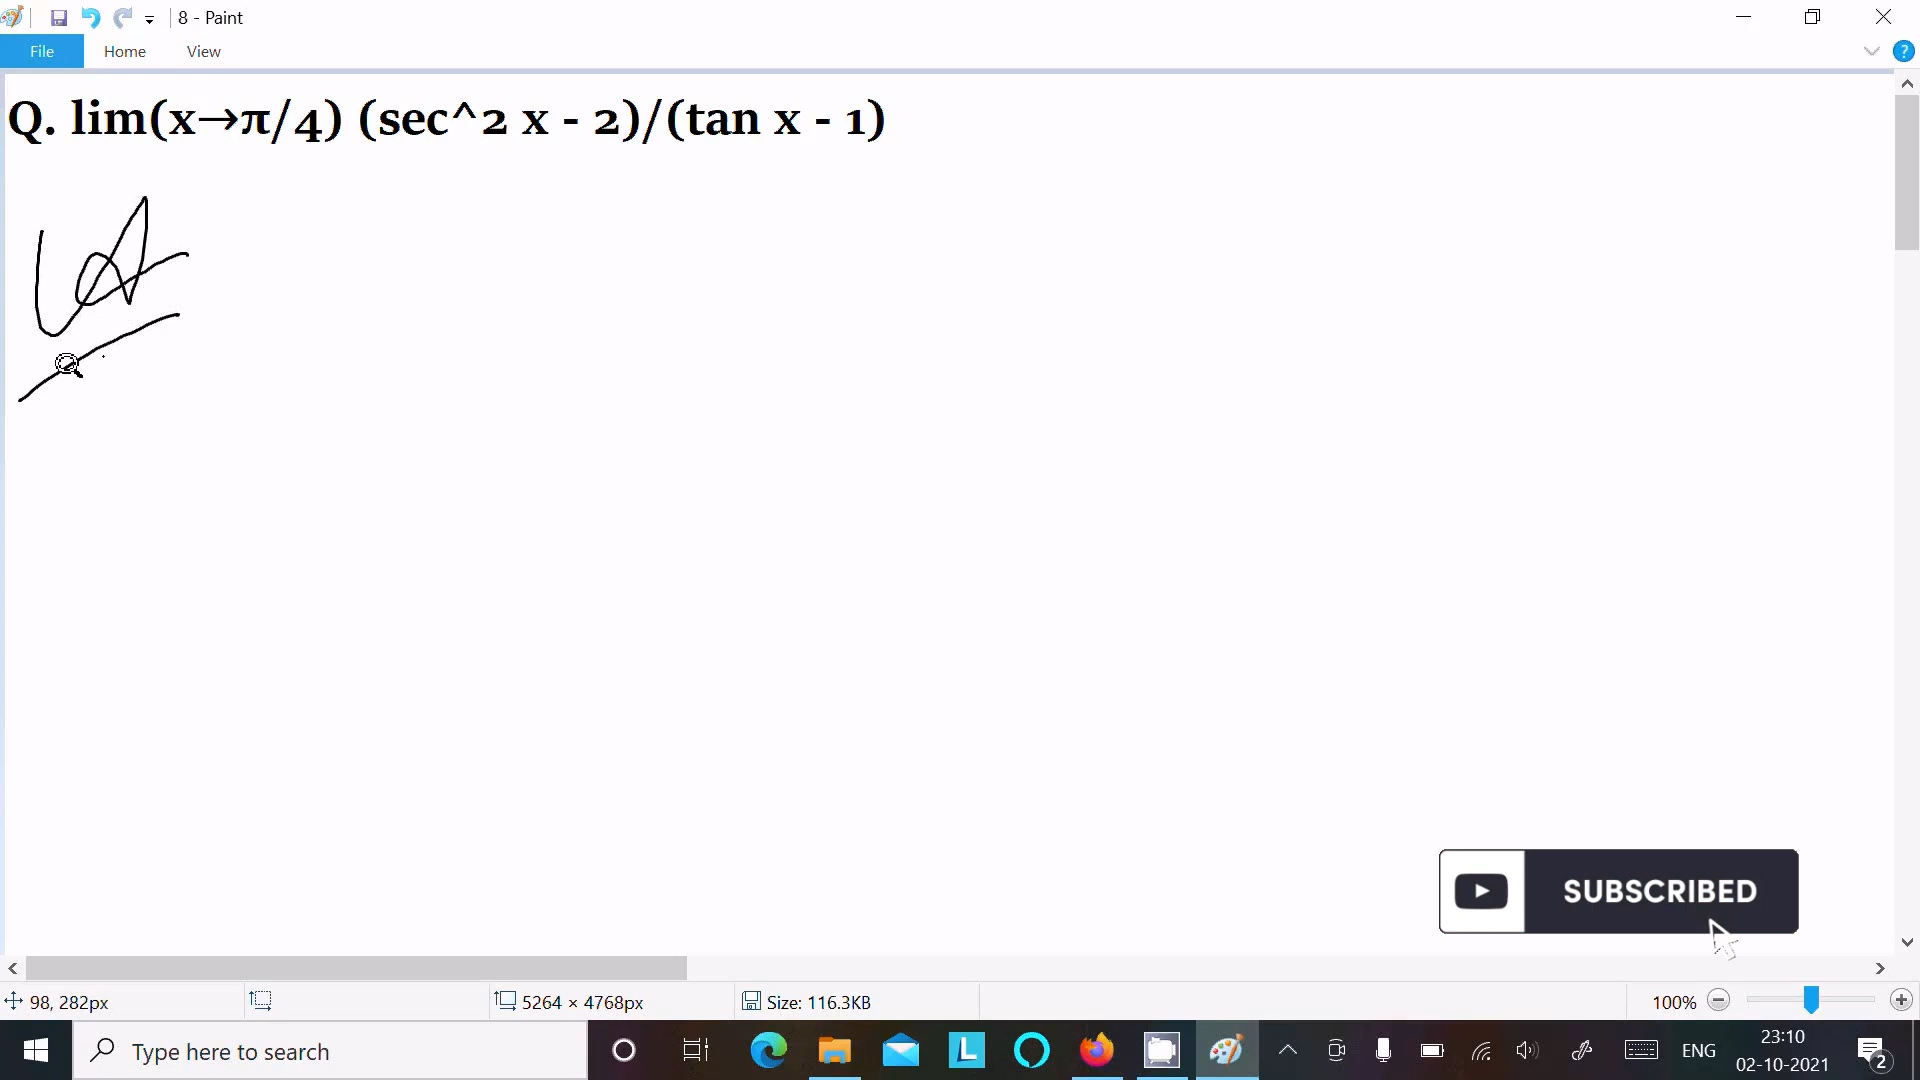 8 - Paint
File Home View
Q. lim(x→π/4) (sec^2 x - 2)/(tan x - 1)
SUBSCRIBED
98, 282px 5264 × 4768px Size: 116.3KB 100%
Type here to search L ENG 23:10
02-10-2021 2